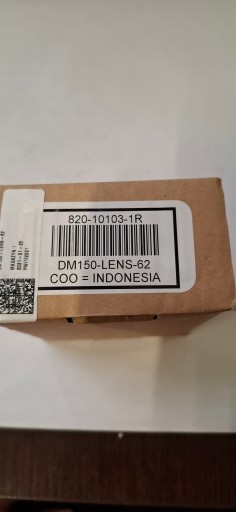 820-10103-1R
DM150-LENS-62
COO = INDONESIA